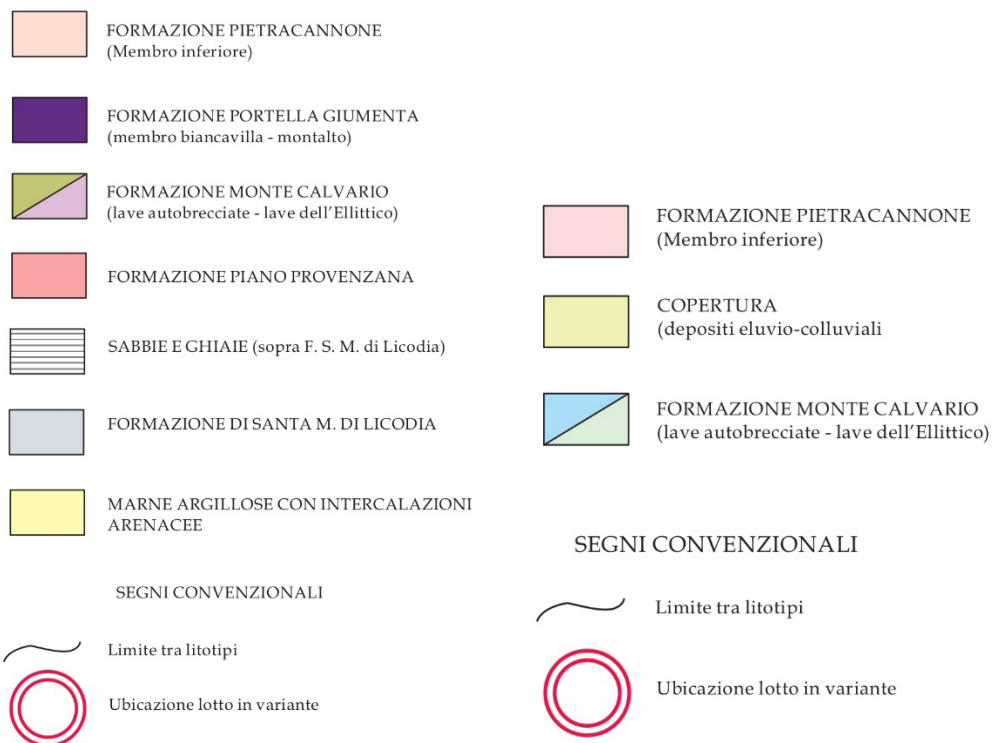 FORMAZIONE PIETRACANNONE
(Membro inferiore)
FORMAZIONE PORTELLA GIUMENTA
(membro biancavilla - montalto)
FORMAZIONE MONTE CALVARIO
(lave autobrecciate - lave dell'Ellittico)
FORMAZIONE PIANO PROVENZANA
SABBIE E GHIAIE (sopra F. S. M. di Licodia)
FORMAZIONE DI SANTA M. DI LICODIA
MARNE ARGILLOSE CON INTERCALAZIONI
ARENACEE
SEGNI CONVENZIONALI
Limite tra litotipi
Ubicazione lotto in variante
FORMAZIONE PIETRACANNONE
(Membro inferiore)
COPERTURA
(depositi eluvio-colluviali
FORMAZIONE MONTE CALVARIO
(lave autobrecciate - lave dell'Ellittico)
SEGNI CONVENZIONALI
Limite tra litotipi
Ubicazione lotto in variante